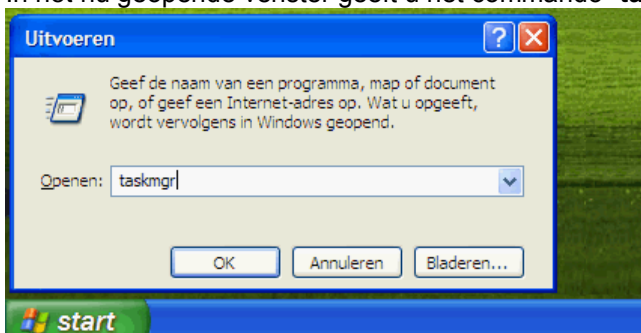 Uitvoeren
Geef de naam van een programma, map of document
op, of geef een Internet-adres op. Wat u opgeeft,
wordt vervolgens in Windows geopend.
Openen: taskmgr
OK Annuleren Bladeren...
start